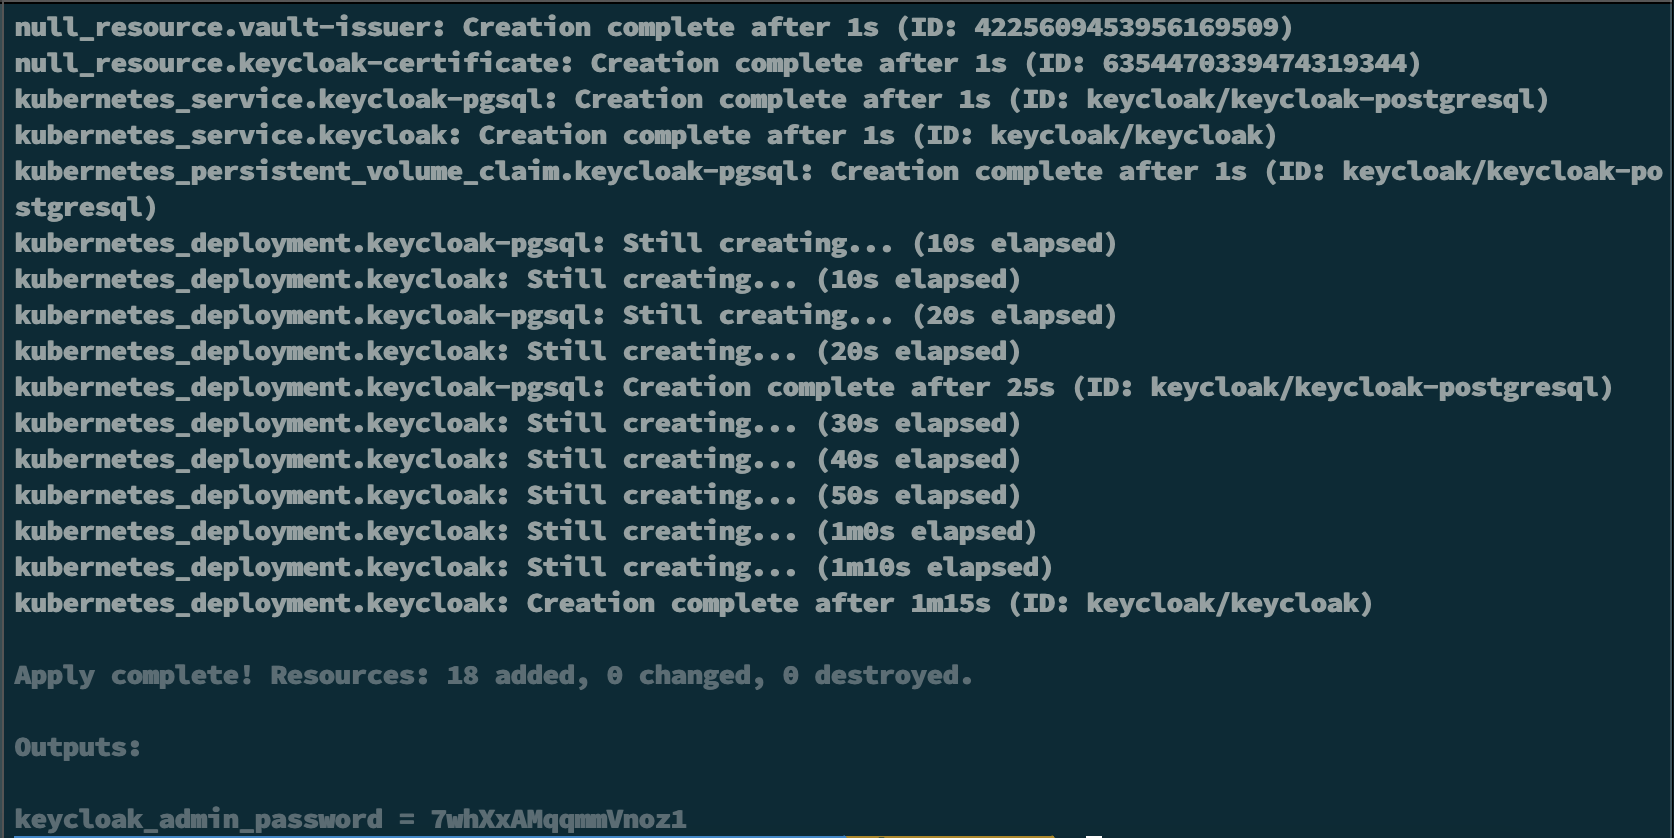 null_resource.vault-issuer: Creation complete after 1s (ID: 4225609453956169509)
null_resource.keycloak-certificate: Creation complete after 1s (ID: 6354470339474319344)
kubernetes_service.keycloak-pgsql: Creation complete after 1s (ID: keycloak/keycloak-postgresql)
kubernetes_service.keycloak: Creation complete after 1s (ID: keycloak/keycloak)
kubernetes_persistent_volume_claim.keycloak-pgsql: Creation complete after 1s (ID: keycloak/keycloak-po
stgresql)
kubernetes_deployment.keycloak-pgsql: Still creating... (10s elapsed)
kubernetes_deployment.keycloak: Still creating... (10s elapsed)
kubernetes_deployment.keycloak-pgsql: Still creating... (20s elapsed)
kubernetes_deployment.keycloak: Still creating... (20s elapsed)
kubernetes_deployment.keycloak-pgsql: Creation complete after 25s (ID: keycloak/keycloak-postgresql)
kubernetes_deployment.keycloak: Still creating... (30s elapsed)
kubernetes_deployment.keycloak: Still creating... (40s elapsed)
kubernetes_deployment.keycloak: Still creating... (50s elapsed)
kubernetes_deployment.keycloak: Still creating... (1m0s elapsed)
kubernetes_deployment.keycloak: Still creating... (1m10s elapsed)
kubernetes_deployment.keycloak: Creation complete after 1m15s (ID: keycloak/keycloak)
Apply complete! Resources: 18 added, 0 changed, 0 destroyed.
Outputs:
keycloak_admin_password = 7whXxAMqqmmVnoz1